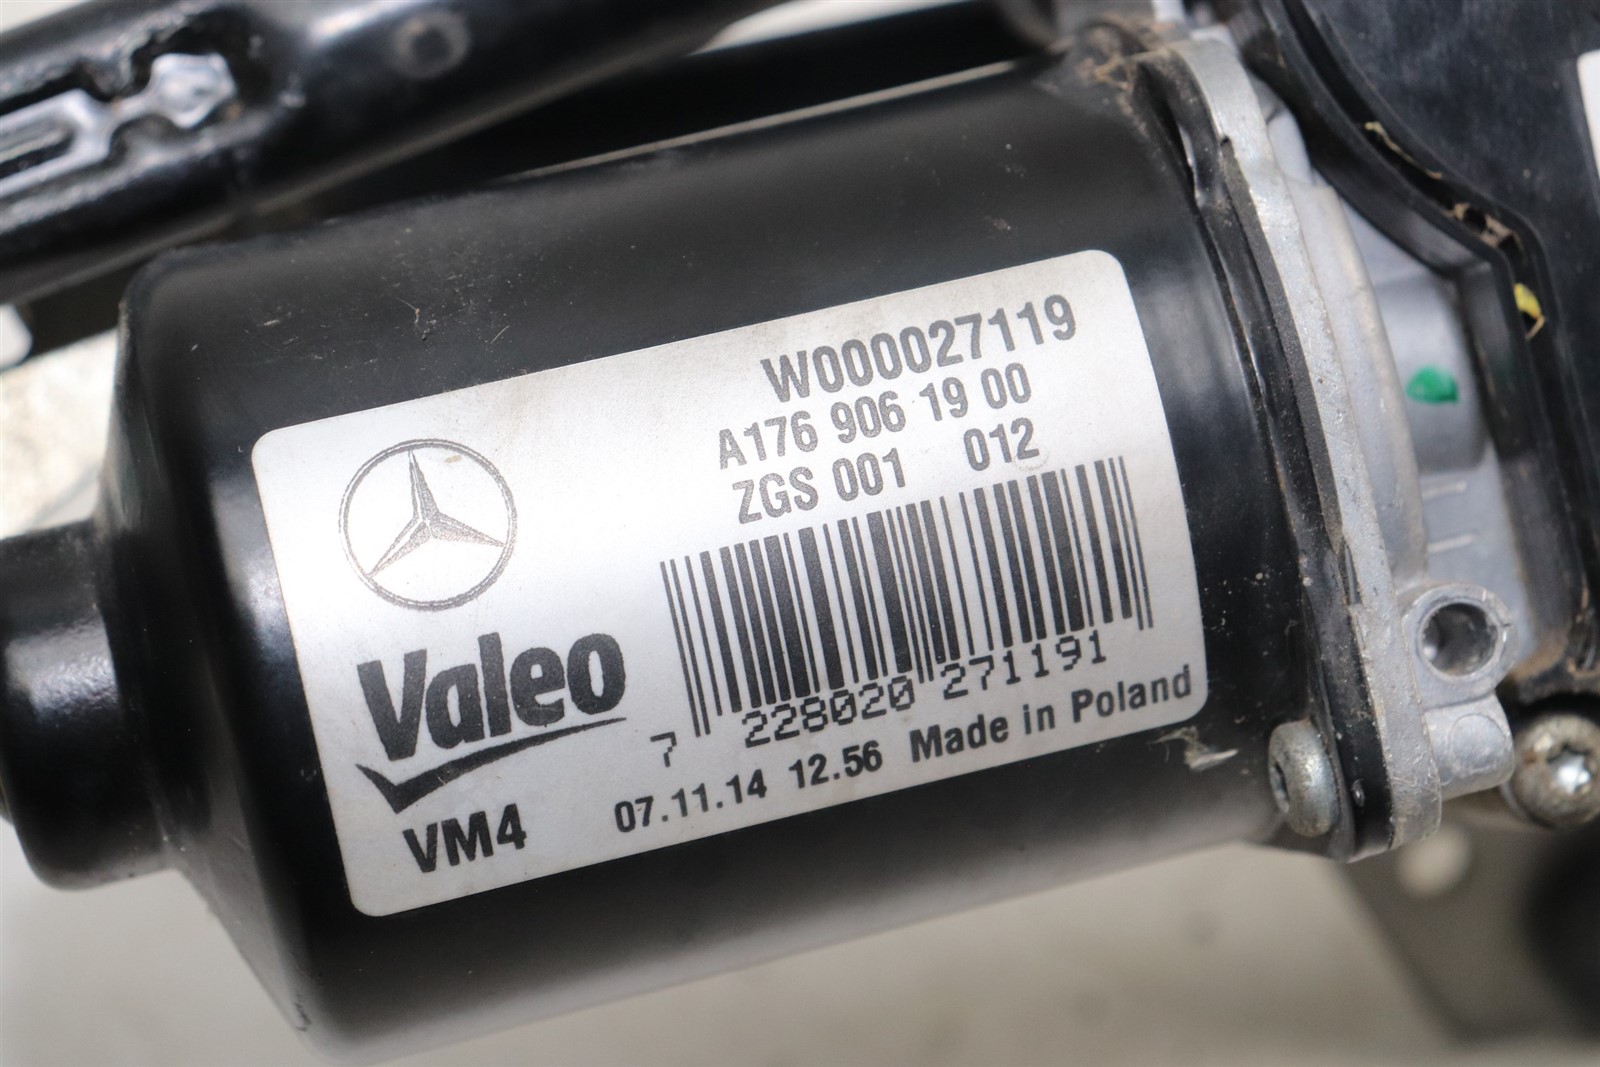 W000027119
A176 906 19 00
ZGS 001 012
Valeo
7 228020 271191
VM4
07.11.14 12.56 Made in Poland